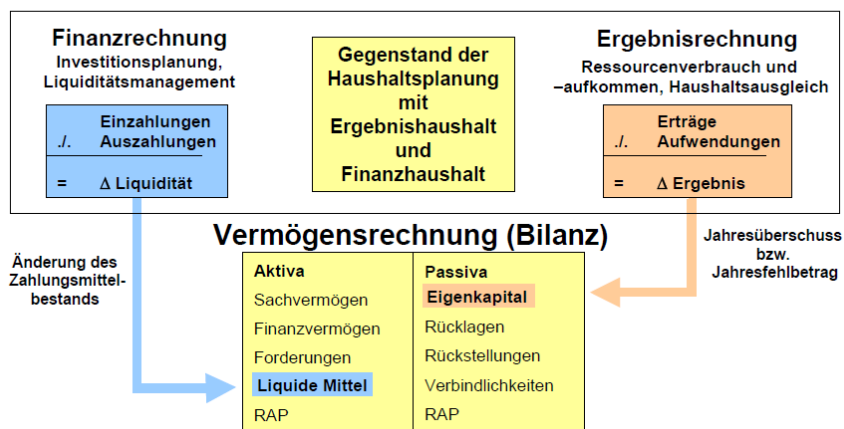 Finanzrechnung
Investitionsplanung,
Liquiditätsmanagement
Einzahlungen
./. Auszahlungen
= Δ Liquidität
Gegenstand der
Haushaltsplanung
mit
Ergebnishaushalt
und
Finanzhaushalt
Ergebnisrechnung
Ressourcenverbrauch und
–aufkommen, Haushaltsausgleich
Erträge
./. Aufwendungen
= Δ Ergebnis
Änderung des
Zahlungsmittel-
bestands
Vermögensrechnung (Bilanz)
Aktiva
Sachvermögen
Finanzvermögen
Forderungen
Liquide Mittel
RAP
Passiva
Eigenkapital
Rücklagen
Rückstellungen
Verbindlichkeiten
RAP
Jahresüberschuss
bzw.
Jahresfehlbetrag